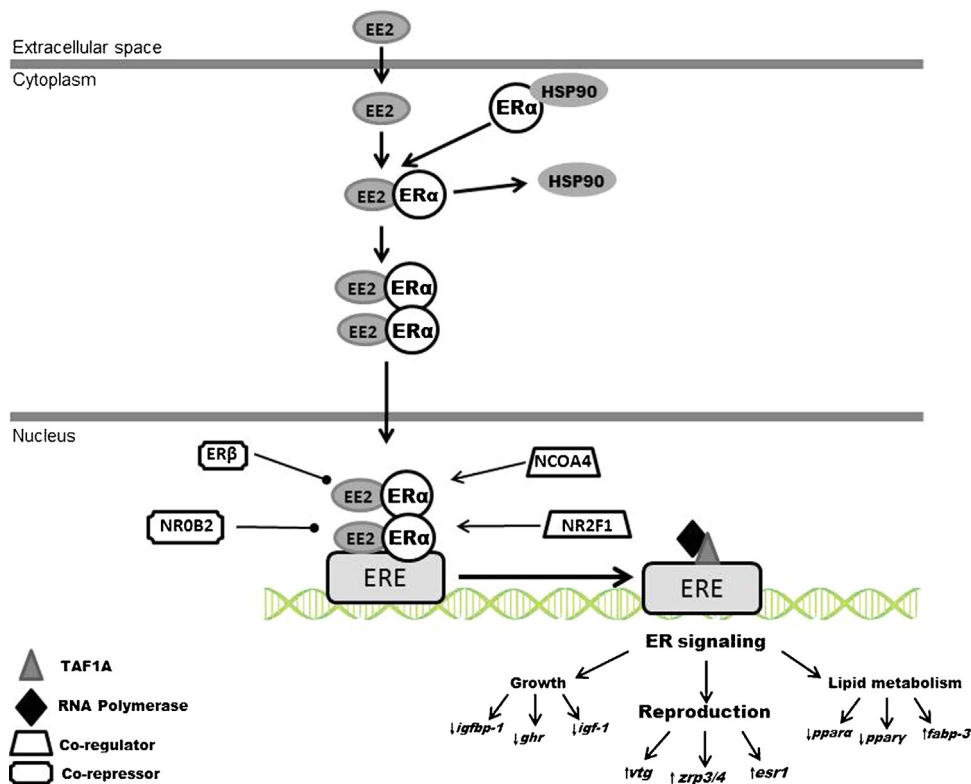 EE2
Extracellular space
Cytoplasm
EE2
ERα
HSP90
EE2
ERα
HSP90
EE2
ERα
EE2
ERα
Nucleus
ERβ
NCOA4
EE2
ERα
NR0B2
NR2F1
EE2
ERα
ERE
ERE
ER signaling
TAF1A
RNA Polymerase
Co-regulator
Co-repressor
Growth
↓igfbp-1
↓ghr
↓igf-1
Reproduction
↑vtg
↑zrp3/4
↑esr1
Lipid metabolism
↓pparα
↓pparγ
↑fabp-3